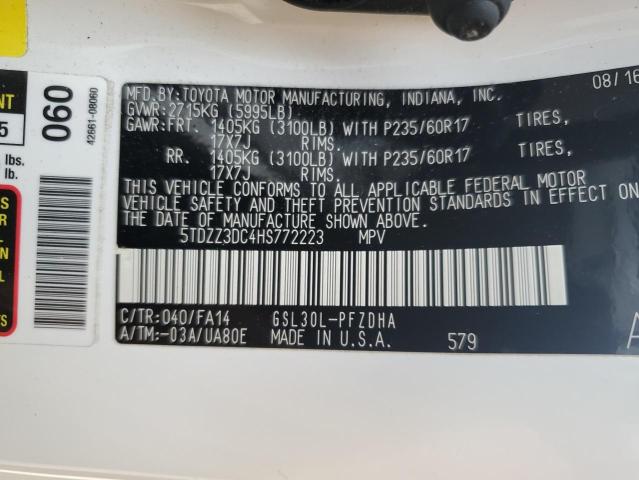 MFD.BY:TOYOTA MOTOR MANUFACTURING, INDIANA, INC. 08/16
GVWR:2715KG (5995LB)
GAWR:FRT. 1405KG (3100LB) WITH P235/60R17 TIRES,
17X7J RIMS.
RR. 1405KG (3100LB) WITH P235/60R17 TIRES,
17X7J RIMS.
THIS VEHICLE CONFORMS TO ALL APPLICABLE FEDERAL MOTOR
VEHICLE SAFETY AND THEFT PREVENTION STANDARDS IN EFFECT ON
THE DATE OF MANUFACTURE SHOWN ABOVE.
5TDZZ3DC4HS772223 MPV
C/TR:040/FA14 GSL30L-PFZDHA
A/TM:-03A/UA80E MADE IN U.S.A. 579
060
42661-08060
NT
5
lbs.
lb.